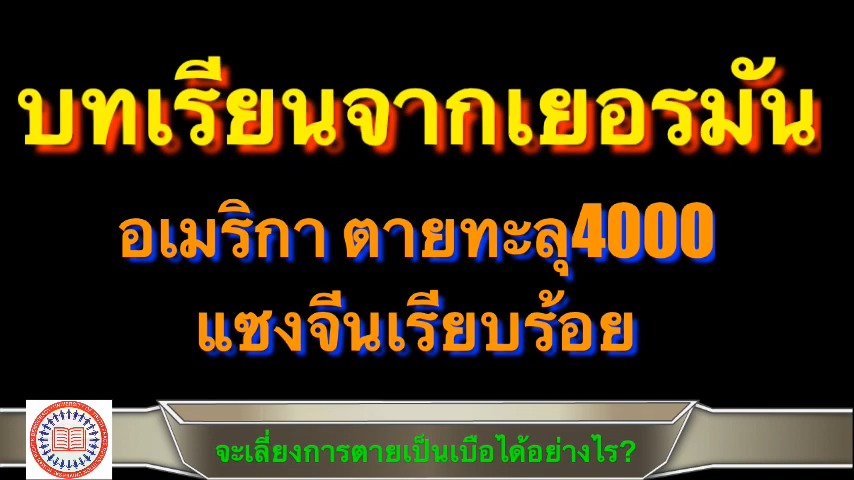 บทเรียนจากเยอรมัน
อเมริกา ตายทะลุ4000
แซงจีนเรียบร้อย
จะเลี่ยงการตายเป็นเบือได้อย่างไร?